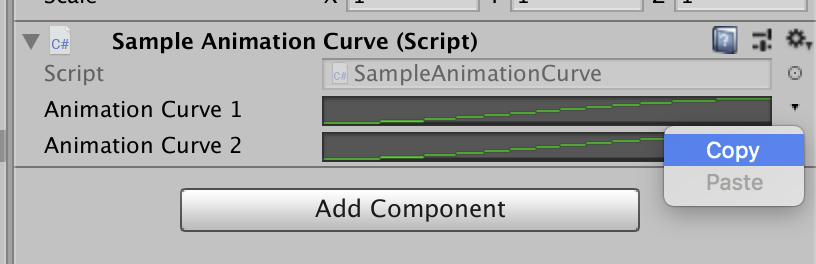 Scale X 1 Y 1 Z 1
C# Sample Animation Curve (Script)
Script C# SampleAnimationCurve
Animation Curve 1
Animation Curve 2
Copy
Paste
Add Component